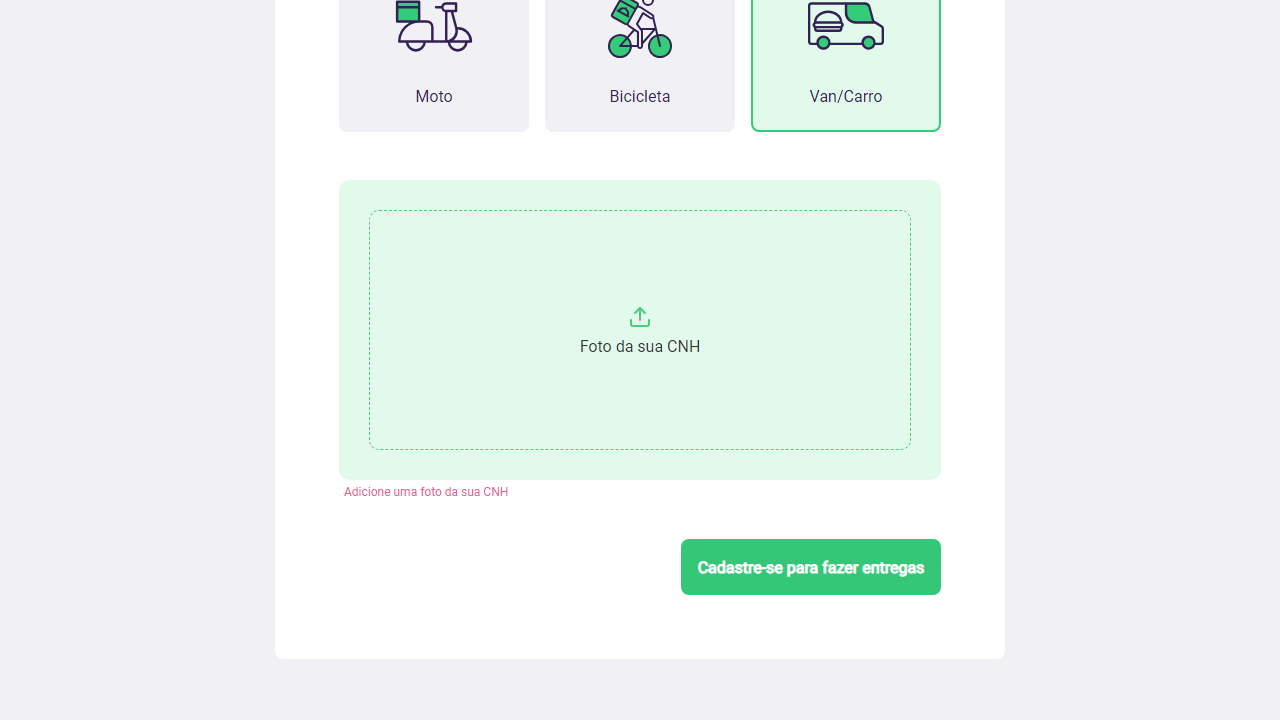 Moto
Bicicleta
Van/Carro
Foto da sua CNH
Adicione uma foto da sua CNH
Cadastre-se para fazer entregas